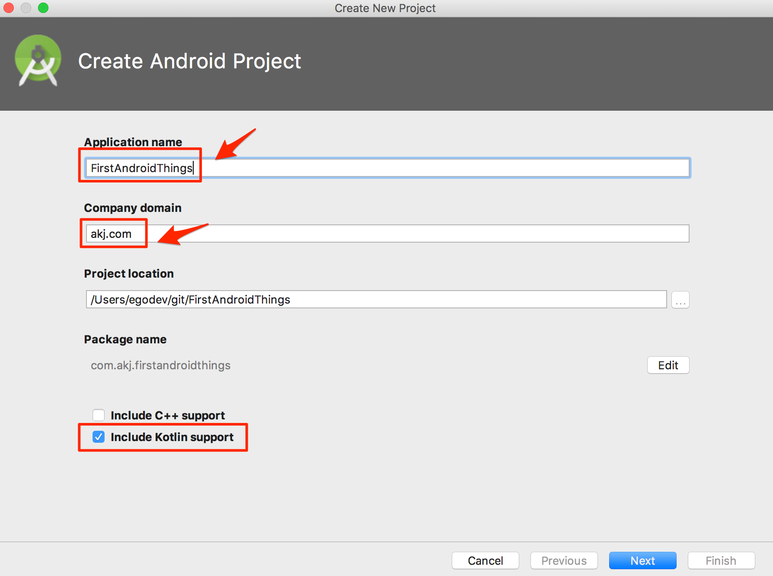 Create New Project
Create Android Project
Application name
FirstAndroidThings
Company domain
akj.com
Project location
/Users/egodev/git/FirstAndroidThings
...
Package name
com.akj.firstandroidthings
Edit
Include C++ support
Include Kotlin support
Cancel Previous Next Finish